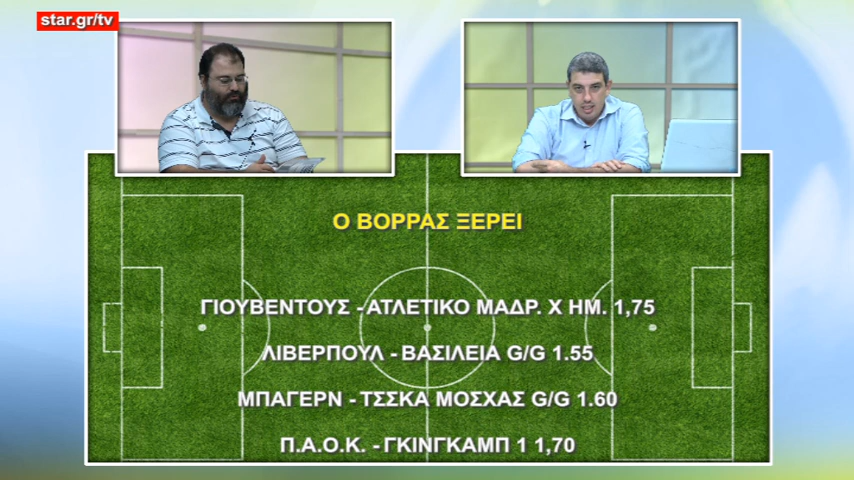 star.gr/tv
Ο ΒΟΡΡΑΣ ΞΕΡΕΙ
ΓΙΟΥΒΕΝΤΟΥΣ - ΑΤΛΕΤΙΚΟ ΜΑΔΡ. Χ ΗΜ. 1,75
ΛΙΒΕΡΠΟΥΛ - ΒΑΣΙΛΕΙΑ G/G 1.55
ΜΠΑΓΕΡΝ - ΤΣΣΚΑ ΜΟΣΧΑΣ G/G 1.60
Π.Α.Ο.Κ. - ΓΚΙΝΓΚΑΜΠ 1 1,70